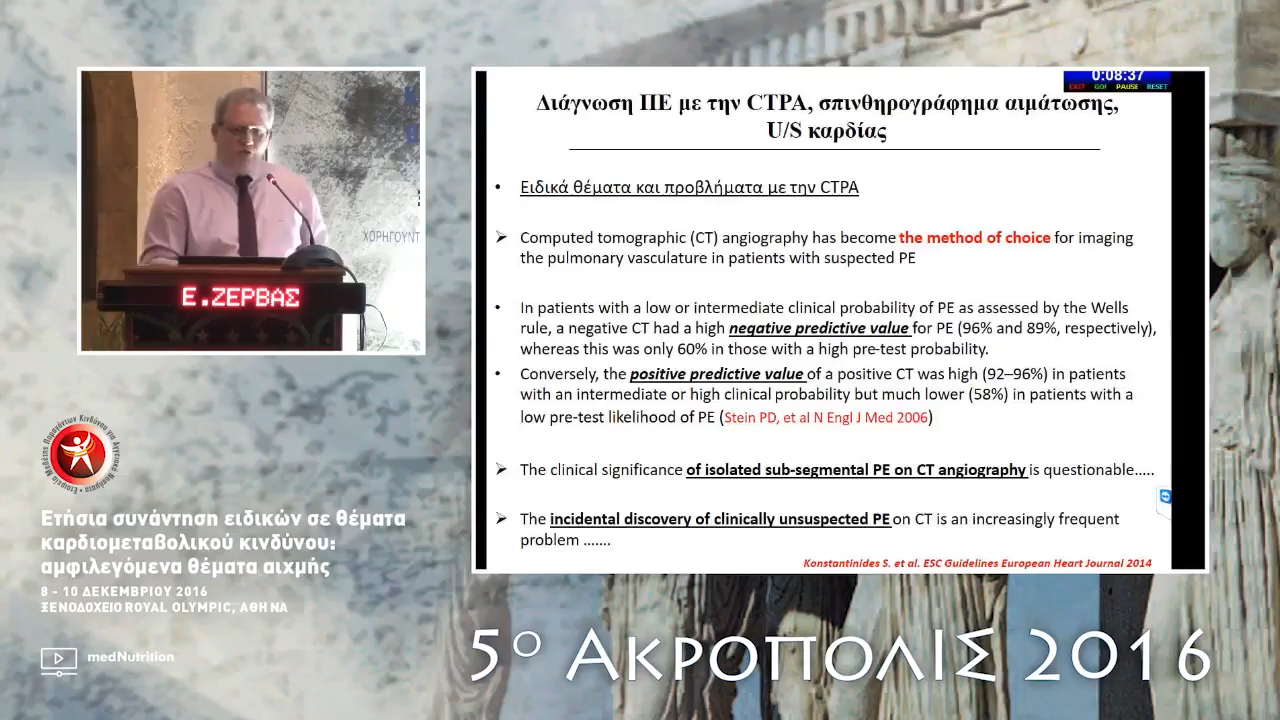 0:08:37
EXIT GO! PAUSE RESET
Διάγνωση ΠΕ με την CTPA, σπινθηρογράφημα αιμάτωσης,
U/S καρδίας
• Ειδικά θέματα και προβλήματα με την CTPA
➢ Computed tomographic (CT) angiography has become the method of choice for imaging
the pulmonary vasculature in patients with suspected PE
• In patients with a low or intermediate clinical probability of PE as assessed by the Wells
rule, a negative CT had a high negative predictive value for PE (96% and 89%, respectively),
whereas this was only 60% in those with a high pre-test probability.
• Conversely, the positive predictive value of a positive CT was high (92–96%) in patients
with an intermediate or high clinical probability but much lower (58%) in patients with a
low pre-test likelihood of PE (Stein PD, et al N Engl J Med 2006)
➢ The clinical significance of isolated sub-segmental PE on CT angiography is questionable.....
➢ The incidental discovery of clinically unsuspected PE on CT is an increasingly frequent
problem .......
Konstantinides S. et al. ESC Guidelines European Heart Journal 2014
ΧΟΡΗΓΟΥΝΤ
Ε.ΖΕΡΒΑΣ
Εταιρεία Μελέτης Παραγόντων Κινδύνου για Αγγειακά Νοσήματα
Ετήσια συνάντηση ειδικών σε θέματα
καρδιομεταβολικού κινδύνου:
αμφιλεγόμενα θέματα αιχμής
8 - 10 ΔΕΚΕΜΒΡΙΟΥ 2016
ΞΕΝΟΔΟΧΕΙΟ ROYAL OLYMPIC, ΑΘΗΝΑ
medNutrition
5ο ΑΚΡΟΠΟΛΙΣ 2016